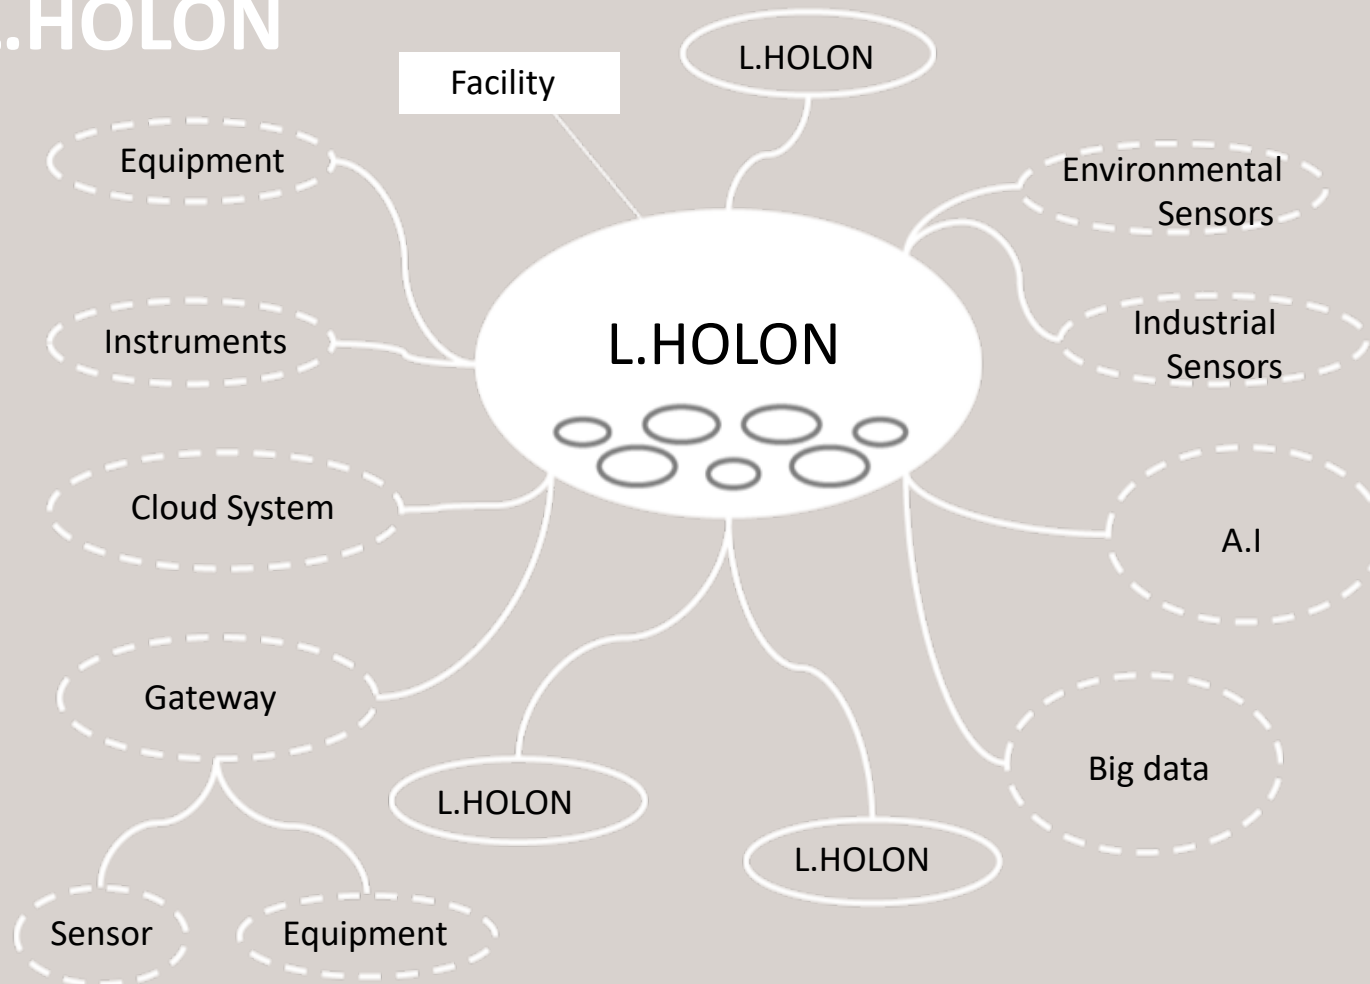 .HOLON
L.HOLON
Facility
Equipment
Environmental
Sensors
Instruments
L.HOLON
Industrial
Sensors
Cloud System
A.I
Gateway
Big data
L.HOLON
L.HOLON
Sensor
Equipment